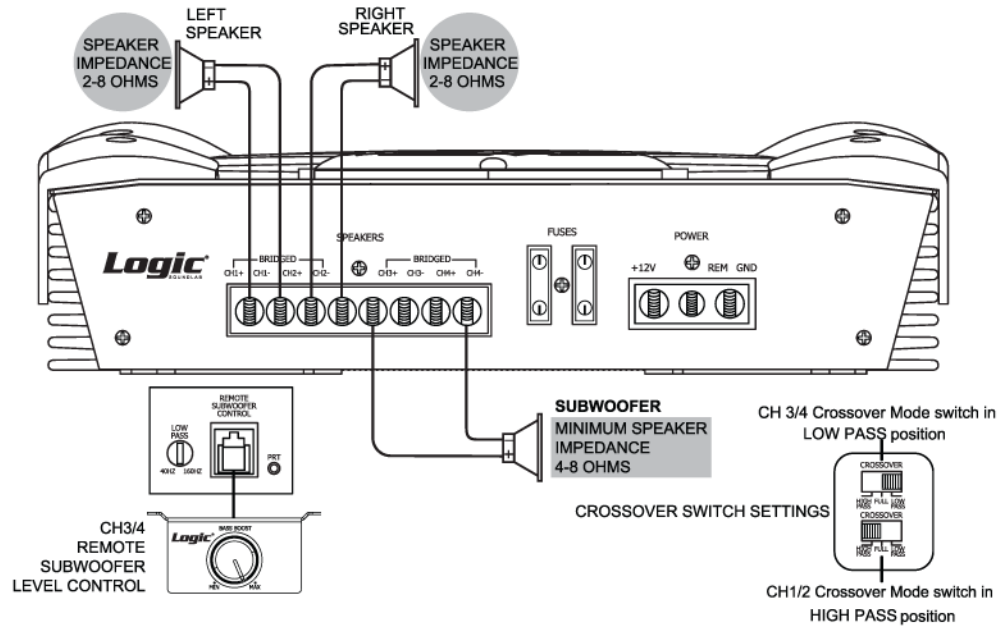 LEFT
SPEAKER
RIGHT
SPEAKER
SPEAKER
IMPEDANCE
2-8 OHMS
SPEAKER
IMPEDANCE
2-8 OHMS
Logic
SOUNDLAB
SPEAKERS
BRIDGED
BRIDGED
CH1+ CH1- CH2+ CH2- CH3+ CH3- CH4+ CH4-
FUSES
POWER
+12V REM GND
REMOTE
SUBWOOFER
CONTROL
LOW
PASS
40HZ 160HZ
PRT
CH3/4
REMOTE
SUBWOOFER
LEVEL CONTROL
BASS BOOST
Logic
MIN MAX
SUBWOOFER
MINIMUM SPEAKER
IMPEDANCE
4-8 OHMS
CH 3/4 Crossover Mode switch in
LOW PASS position
CROSSOVER SWITCH SETTINGS
CROSSOVER
HIGH PASS FULL LOW PASS
CROSSOVER
HIGH PASS FULL LOW PASS
CH1/2 Crossover Mode switch in
HIGH PASS position